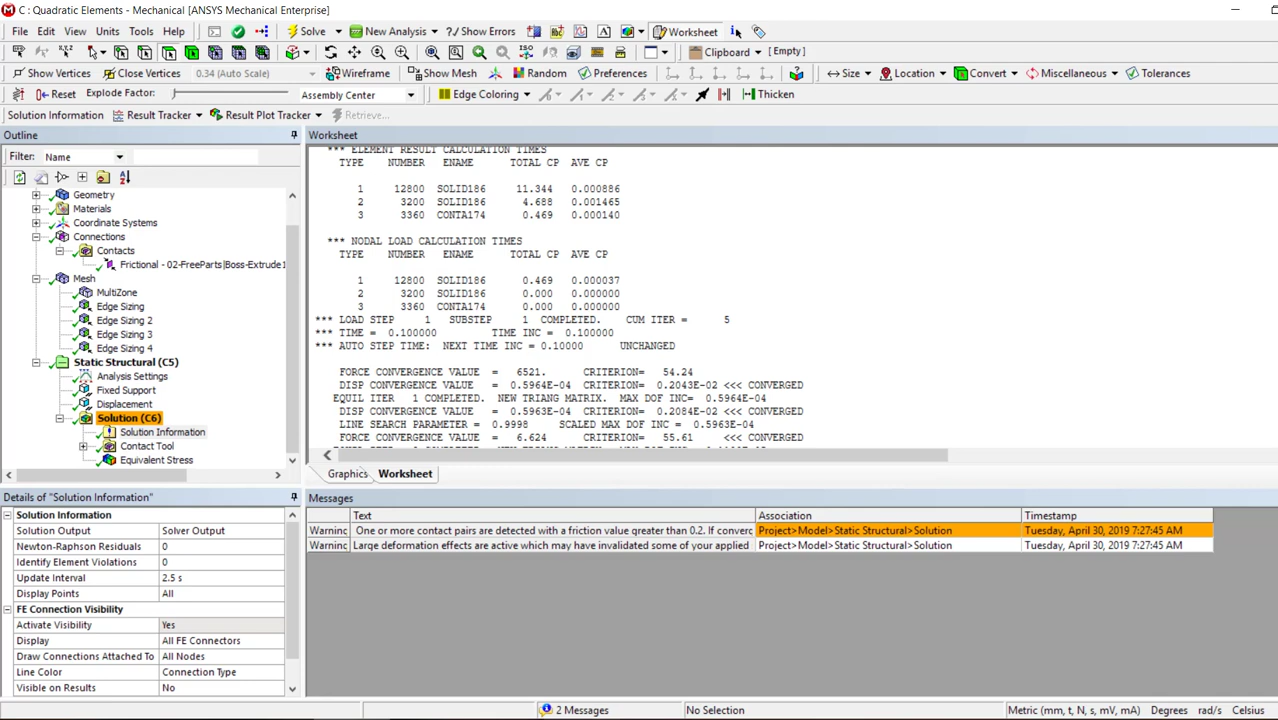 C : Quadratic Elements - Mechanical [ANSYS Mechanical Enterprise]
File Edit View Units Tools Help Solve New Analysis ?/ Show Errors Worksheet
Clipboard [Empty]
Show Vertices Close Vertices 0.34 (Auto Scale) Wireframe Show Mesh Random Preferences Size Location Convert Miscellaneous Tolerances
Reset Explode Factor: Assembly Center Edge Coloring Thicken
Solution Information Result Tracker Result Plot Tracker Retrieve...
Outline
Filter: Name
Geometry
Materials
Coordinate Systems
Connections
Contacts
Frictional - 02-FreeParts|Boss-Extrude1
Mesh
MultiZone
Edge Sizing
Edge Sizing 2
Edge Sizing 3
Edge Sizing 4
Static Structural (C5)
Analysis Settings
Fixed Support
Displacement
Solution (C6)
Solution Information
Contact Tool
Equivalent Stress
Worksheet
*** ELEMENT RESULT CALCULATION TIMES
TYPE NUMBER ENAME TOTAL CP AVE CP
1 12800 SOLID186 11.344 0.000886
2 3200 SOLID186 4.688 0.001465
3 3360 CONTA174 0.469 0.000140
*** NODAL LOAD CALCULATION TIMES
TYPE NUMBER ENAME TOTAL CP AVE CP
1 12800 SOLID186 0.469 0.000037
2 3200 SOLID186 0.000 0.000000
3 3360 CONTA174 0.000 0.000000
*** LOAD STEP 1 SUBSTEP 1 COMPLETED. CUM ITER = 5
*** TIME = 0.100000 TIME INC = 0.100000
*** AUTO STEP TIME: NEXT TIME INC = 0.10000 UNCHANGED
FORCE CONVERGENCE VALUE = 6521. CRITERION= 54.24
DISP CONVERGENCE VALUE = 0.5964E-04 CRITERION= 0.2043E-02 <<< CONVERGED
EQUIL ITER 1 COMPLETED. NEW TRIANG MATRIX. MAX DOF INC= 0.5964E-04
DISP CONVERGENCE VALUE = 0.5963E-04 CRITERION= 0.2084E-02 <<< CONVERGED
LINE SEARCH PARAMETER = 0.9998 SCALED MAX DOF INC = 0.5963E-04
FORCE CONVERGENCE VALUE = 6.624 CRITERION= 55.61 <<< CONVERGED
Graphics Worksheet
Details of "Solution Information"
Solution Information
Solution Output Solver Output
Newton-Raphson Residuals 0
Identify Element Violations 0
Update Interval 2.5 s
Display Points All
FE Connection Visibility
Activate Visibility Yes
Display All FE Connectors
Draw Connections Attached To All Nodes
Line Color Connection Type
Visible on Results No
Messages
Text Association Timestamp
Warninc One or more contact pairs are detected with a friction value greater than 0.2. If converc Project>Model>Static Structural>Solution Tuesday, April 30, 2019 7:27:45 AM
Warninc Large deformation effects are active which may have invalidated some of your applied Project>Model>Static Structural>Solution Tuesday, April 30, 2019 7:27:45 AM
2 Messages No Selection Metric (mm, t, N, s, mV, mA) Degrees rad/s Celsius